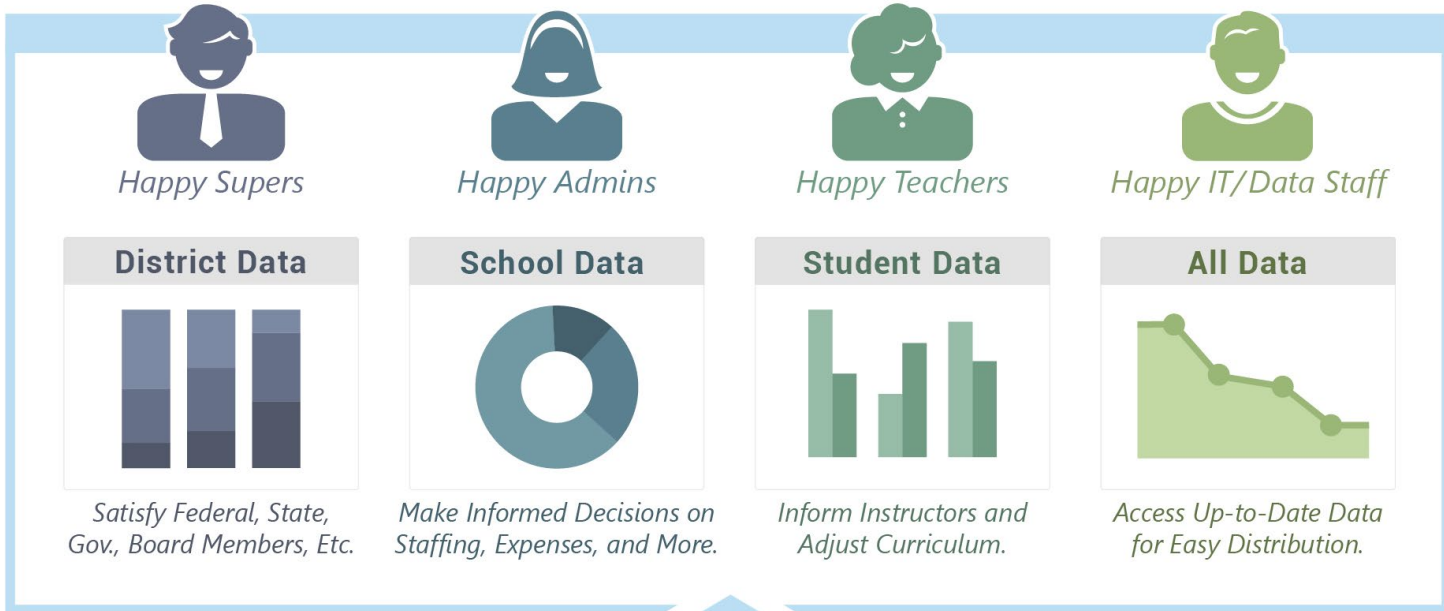 Happy Supers
Happy Admins
Happy Teachers
Happy IT/Data Staff
District Data
School Data
Student Data
All Data
Satisfy Federal, State,
Gov., Board Members, Etc.
Make Informed Decisions on
Staffing, Expenses, and More.
Inform Instructors and
Adjust Curriculum.
Access Up-to-Date Data
for Easy Distribution.